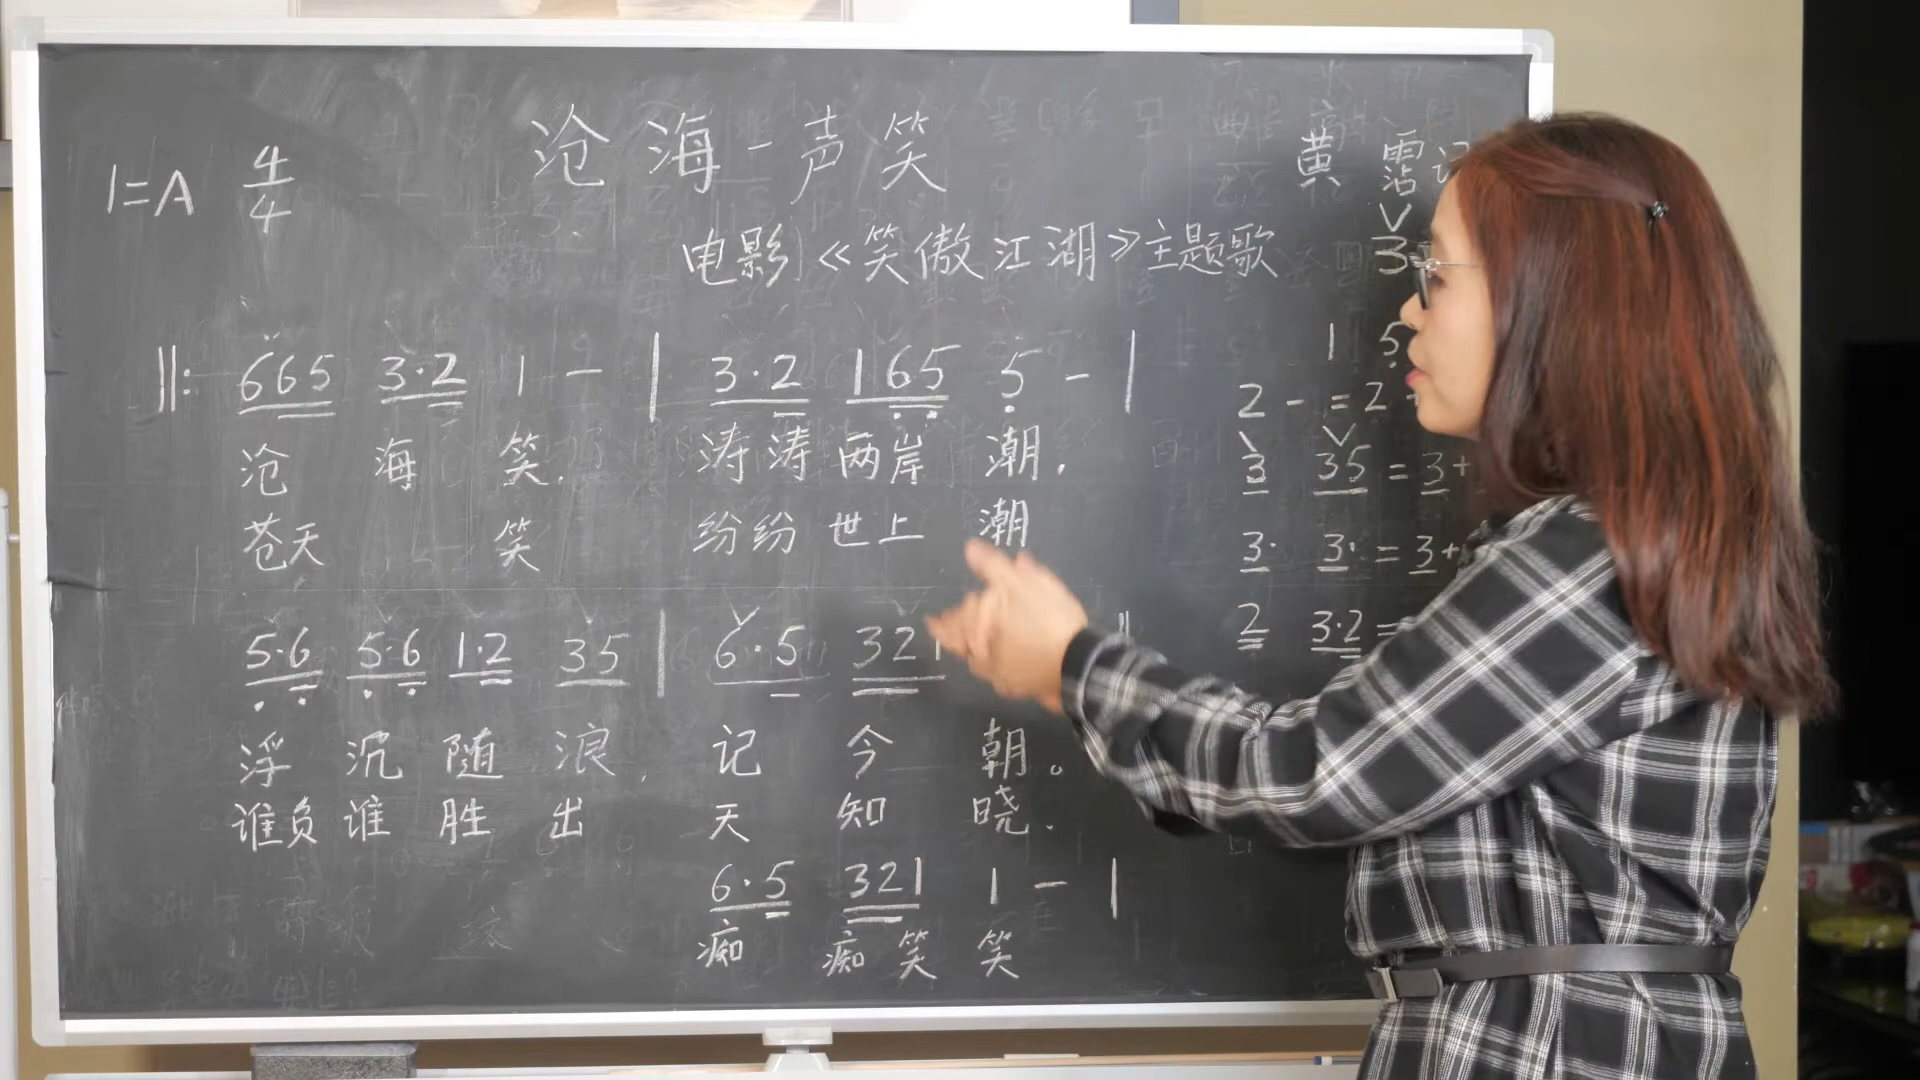 沧海一声笑
1=A 4/4
黄霑词
电影《笑傲江湖》主题歌
3
‖: 665 3·2 1 - | 3·2 165 5 - |
1 5
2 - = 2
沧 海 笑. 涛涛两岸 潮.
3 35 = 3+
苍天 笑 纷纷世上 潮
3· 3· = 3+
5·6 5·6 1·2 35 | 6·5 321
2 3·2 =
浮 沉 随 浪, 记 今 朝。
谁负谁 胜 出 天 知 晓.
6·5 321 1 - |
痴 痴笑 笑